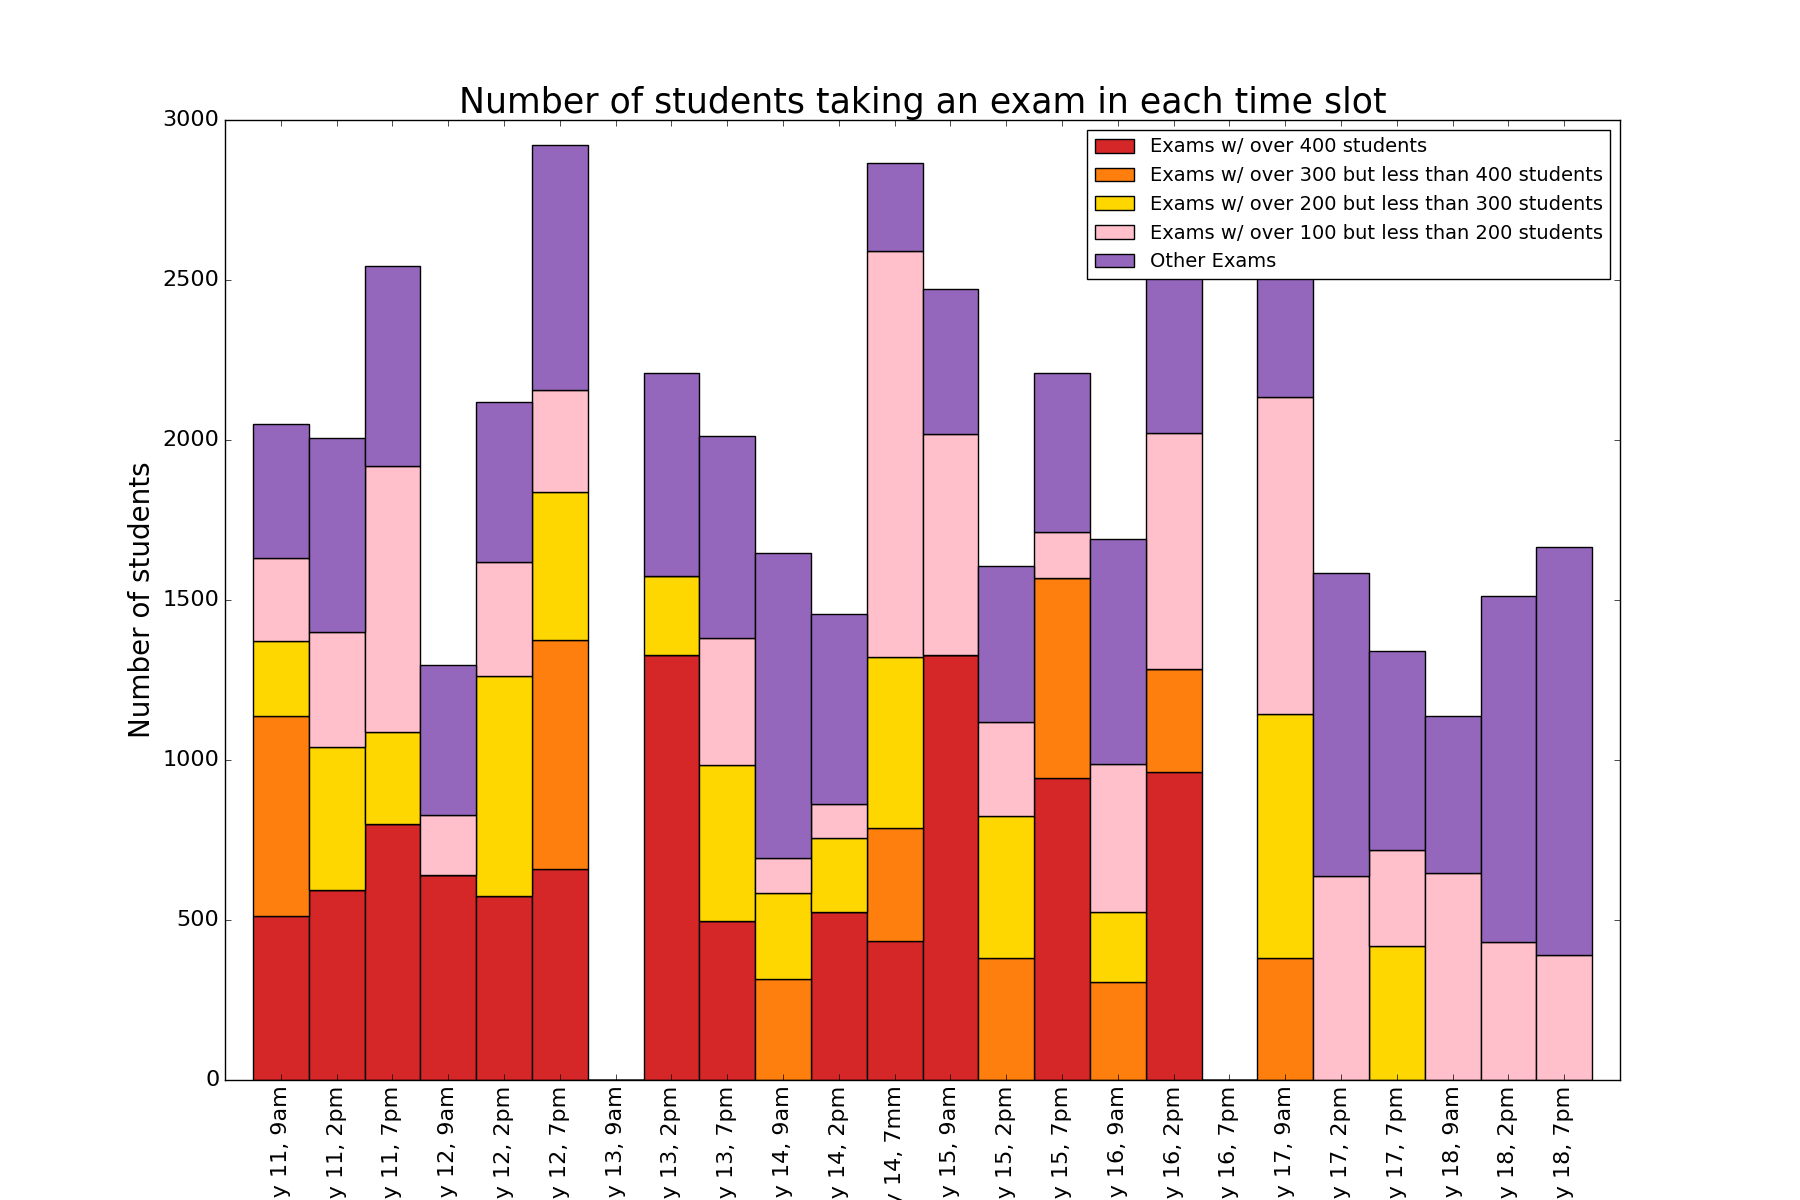 Number of students taking an exam in each time slot
3000
2500
2000
1500
1000
500
0
Number of students
Exams w/ over 400 students
Exams w/ over 300 but less than 400 students
Exams w/ over 200 but less than 300 students
Exams w/ over 100 but less than 200 students
Other Exams
y 11, 9am
y 11, 2pm
y 11, 7pm
y 12, 9am
y 12, 2pm
y 12, 7pm
y 13, 9am
y 13, 2pm
y 13, 7pm
y 14, 9am
y 14, 2pm
y 14, 7mm
y 15, 9am
y 15, 2pm
y 15, 7pm
y 16, 9am
y 16, 2pm
y 16, 7pm
y 17, 9am
y 17, 2pm
y 17, 7pm
y 18, 9am
y 18, 2pm
y 18, 7pm